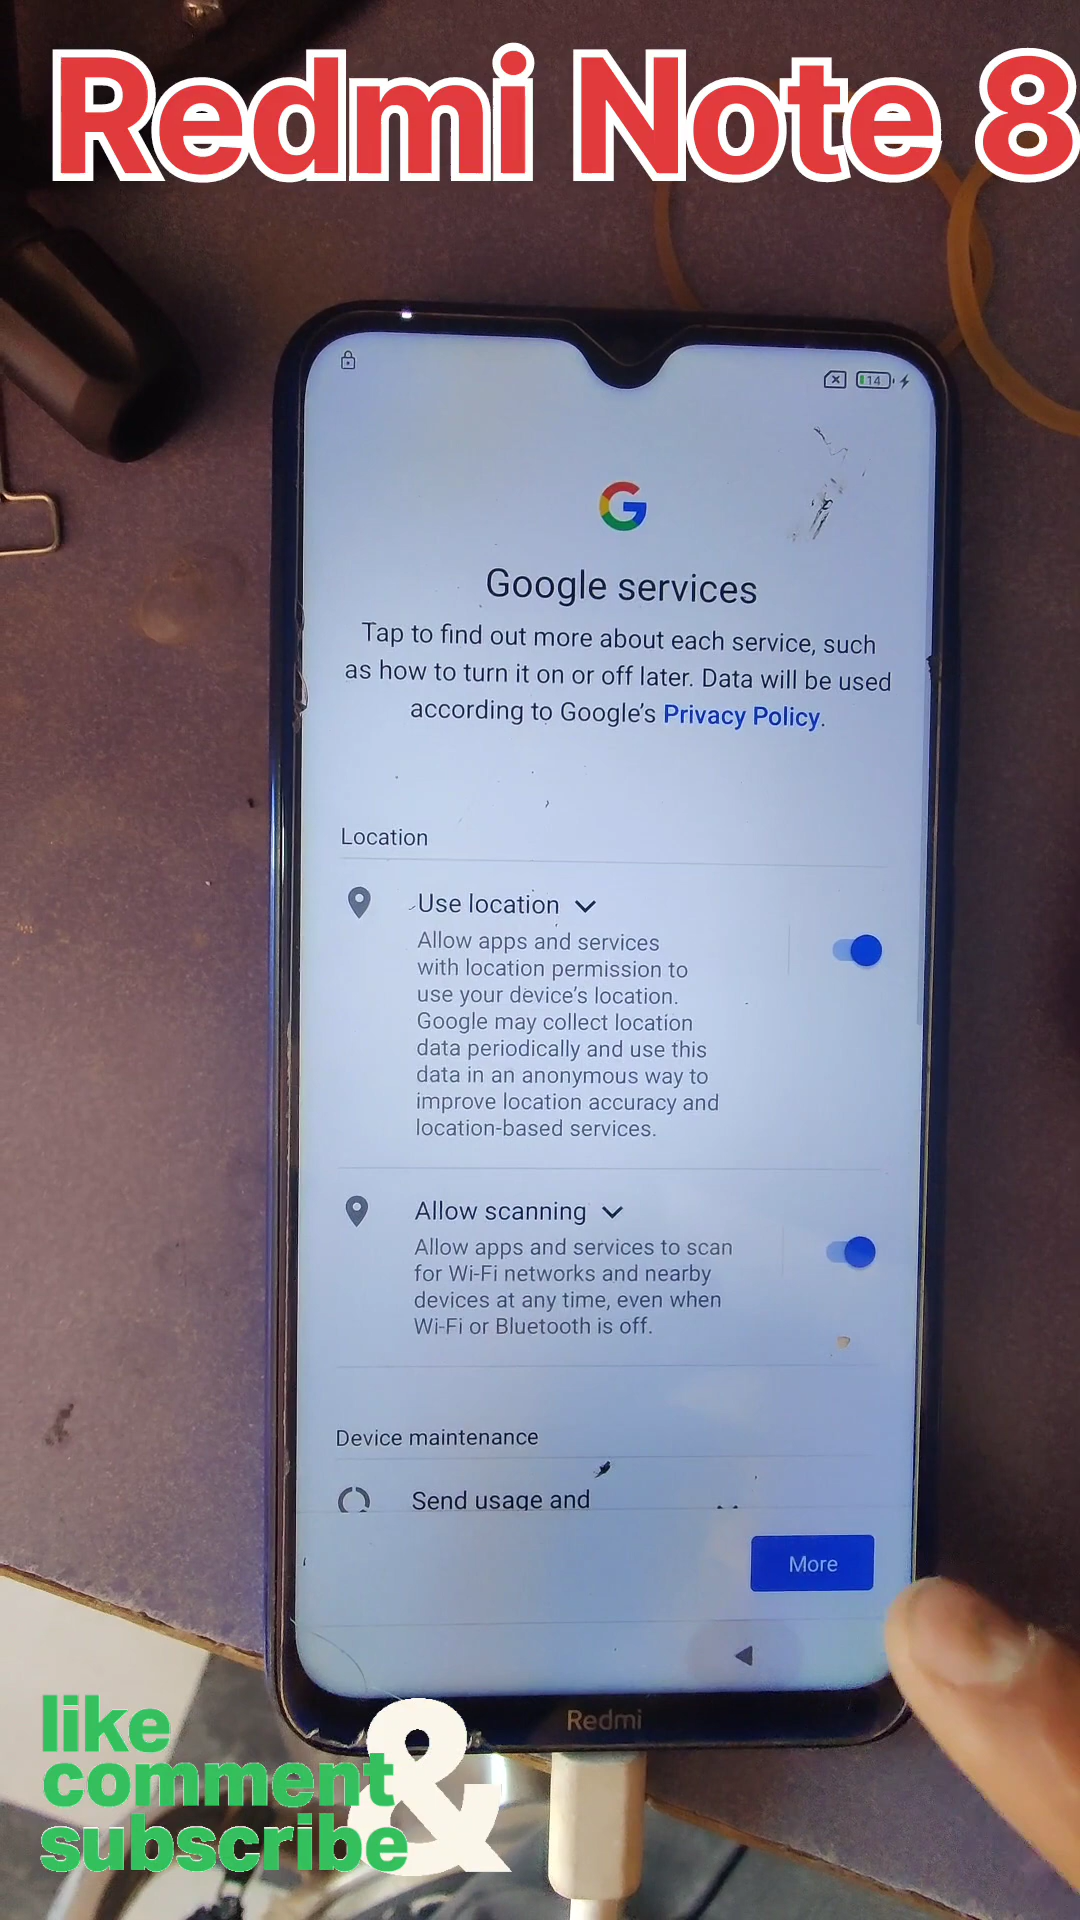 Redmi Note 8
14
Google services
Tap to find out more about each service, such
as how to turn it on or off later. Data will be used
according to Google's Privacy Policy.
Location
Use location
Allow apps and services
with location permission to
use your device's location.
Google may collect location
data periodically and use this
data in an anonymous way to
improve location accuracy and
location-based services.
Allow scanning
Allow apps and services to scan
for Wi-Fi networks and nearby
devices at any time, even when
Wi-Fi or Bluetooth is off.
Device maintenance
Send usage and
More
Redmi
like
comment &
subscribe